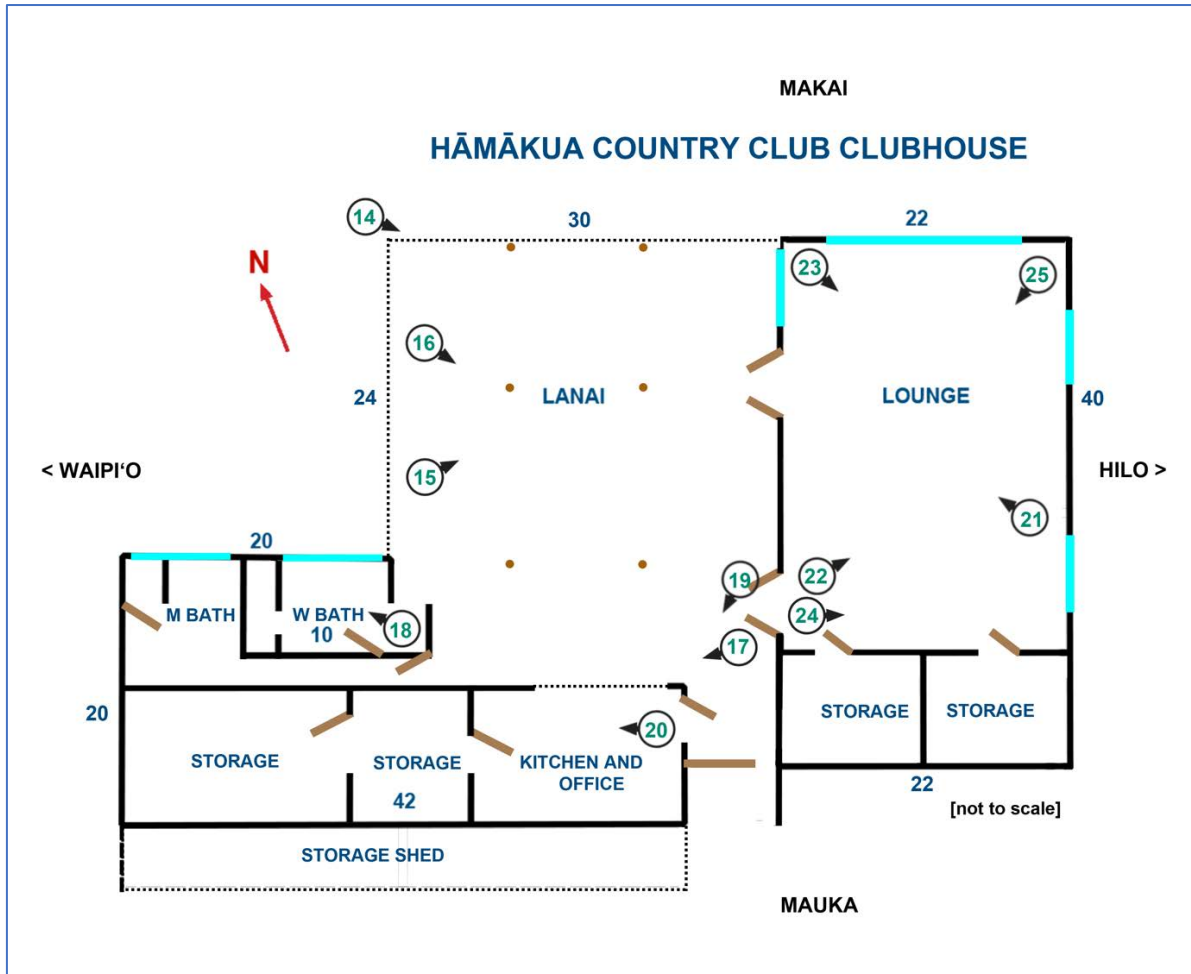 MAKAI
HĀMĀKUA COUNTRY CLUB CLUBHOUSE
14
30
22
N
23
25
16
24
LANAI
LOUNGE
40
< WAIPI‘O
15
HILO >
21
20
19
22
M BATH
W BATH
10
18
24
17
20
STORAGE
STORAGE
20
STORAGE
STORAGE
KITCHEN AND
OFFICE
42
22
[not to scale]
STORAGE SHED
MAUKA